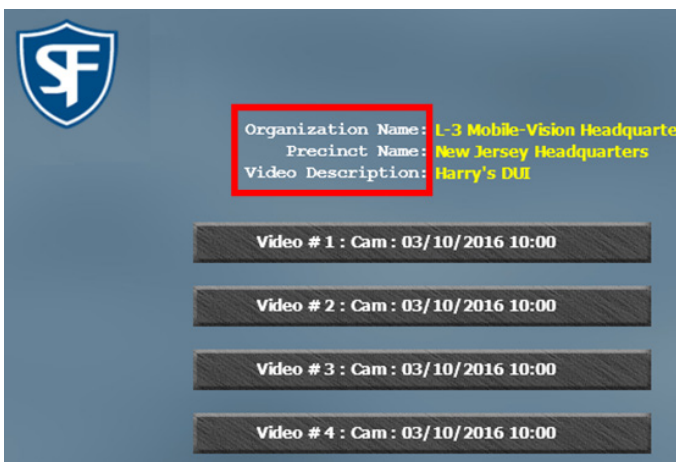 SF
Organization Name: L-3 Mobile-Vision Headquarte
Precinct Name: New Jersey Headquarters
Video Description: Harry's DUI
Video # 1 : Cam : 03/10/2016 10:00
Video # 2 : Cam : 03/10/2016 10:00
Video # 3 : Cam : 03/10/2016 10:00
Video # 4 : Cam : 03/10/2016 10:00